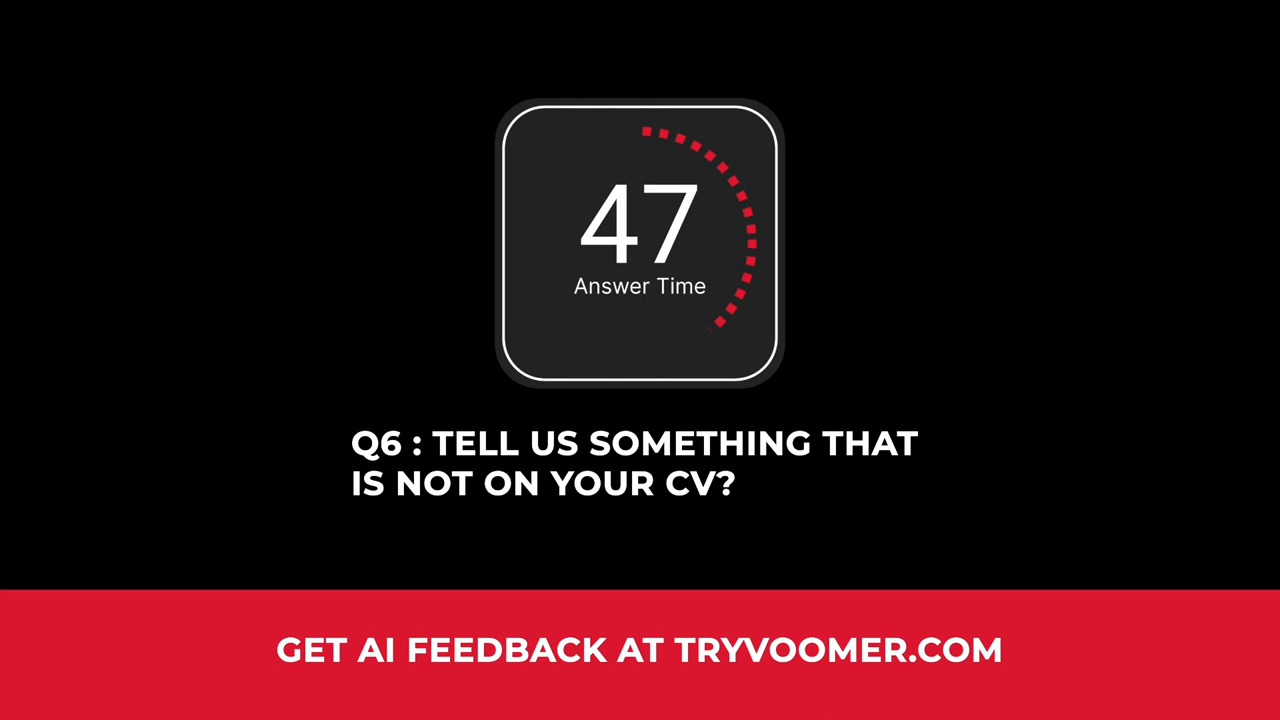 47
Answer Time
Q6 : TELL US SOMETHING THAT
IS NOT ON YOUR CV?
GET AI FEEDBACK AT TRYVOOMER.COM